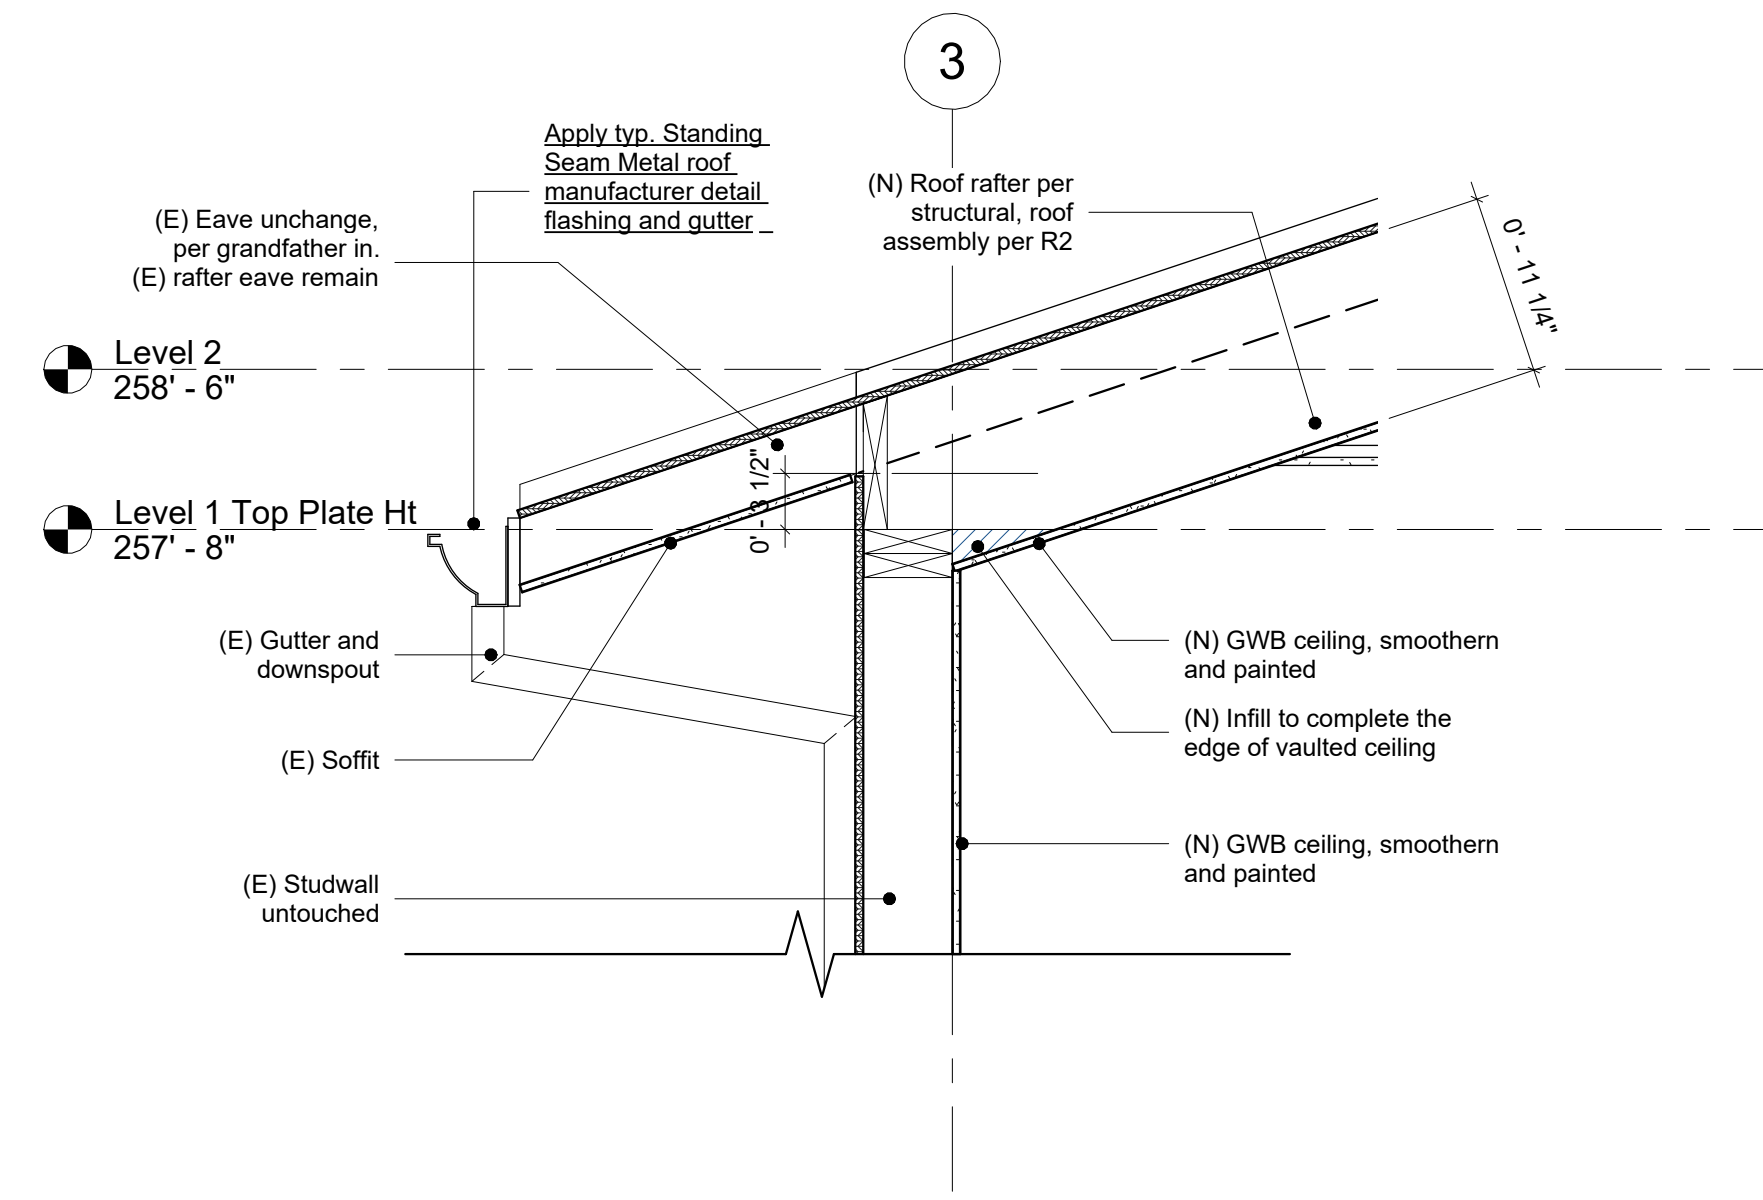 3
Apply typ. Standing
Seam Metal roof
manufacturer detail
flashing and gutter
(N) Roof rafter per
structural, roof
assembly per R2
(E) Eave unchange,
per grandfather in.
(E) rafter eave remain
0' - 11 1/4"
Level 2
258' - 6"
0' - 3 1/2"
Level 1 Top Plate Ht
257' - 8"
(E) Gutter and
downspout
(N) GWB ceiling, smoothern
and painted
(N) Infill to complete the
edge of vaulted ceiling
(E) Soffit
(N) GWB ceiling, smoothern
and painted
(E) Studwall
untouched